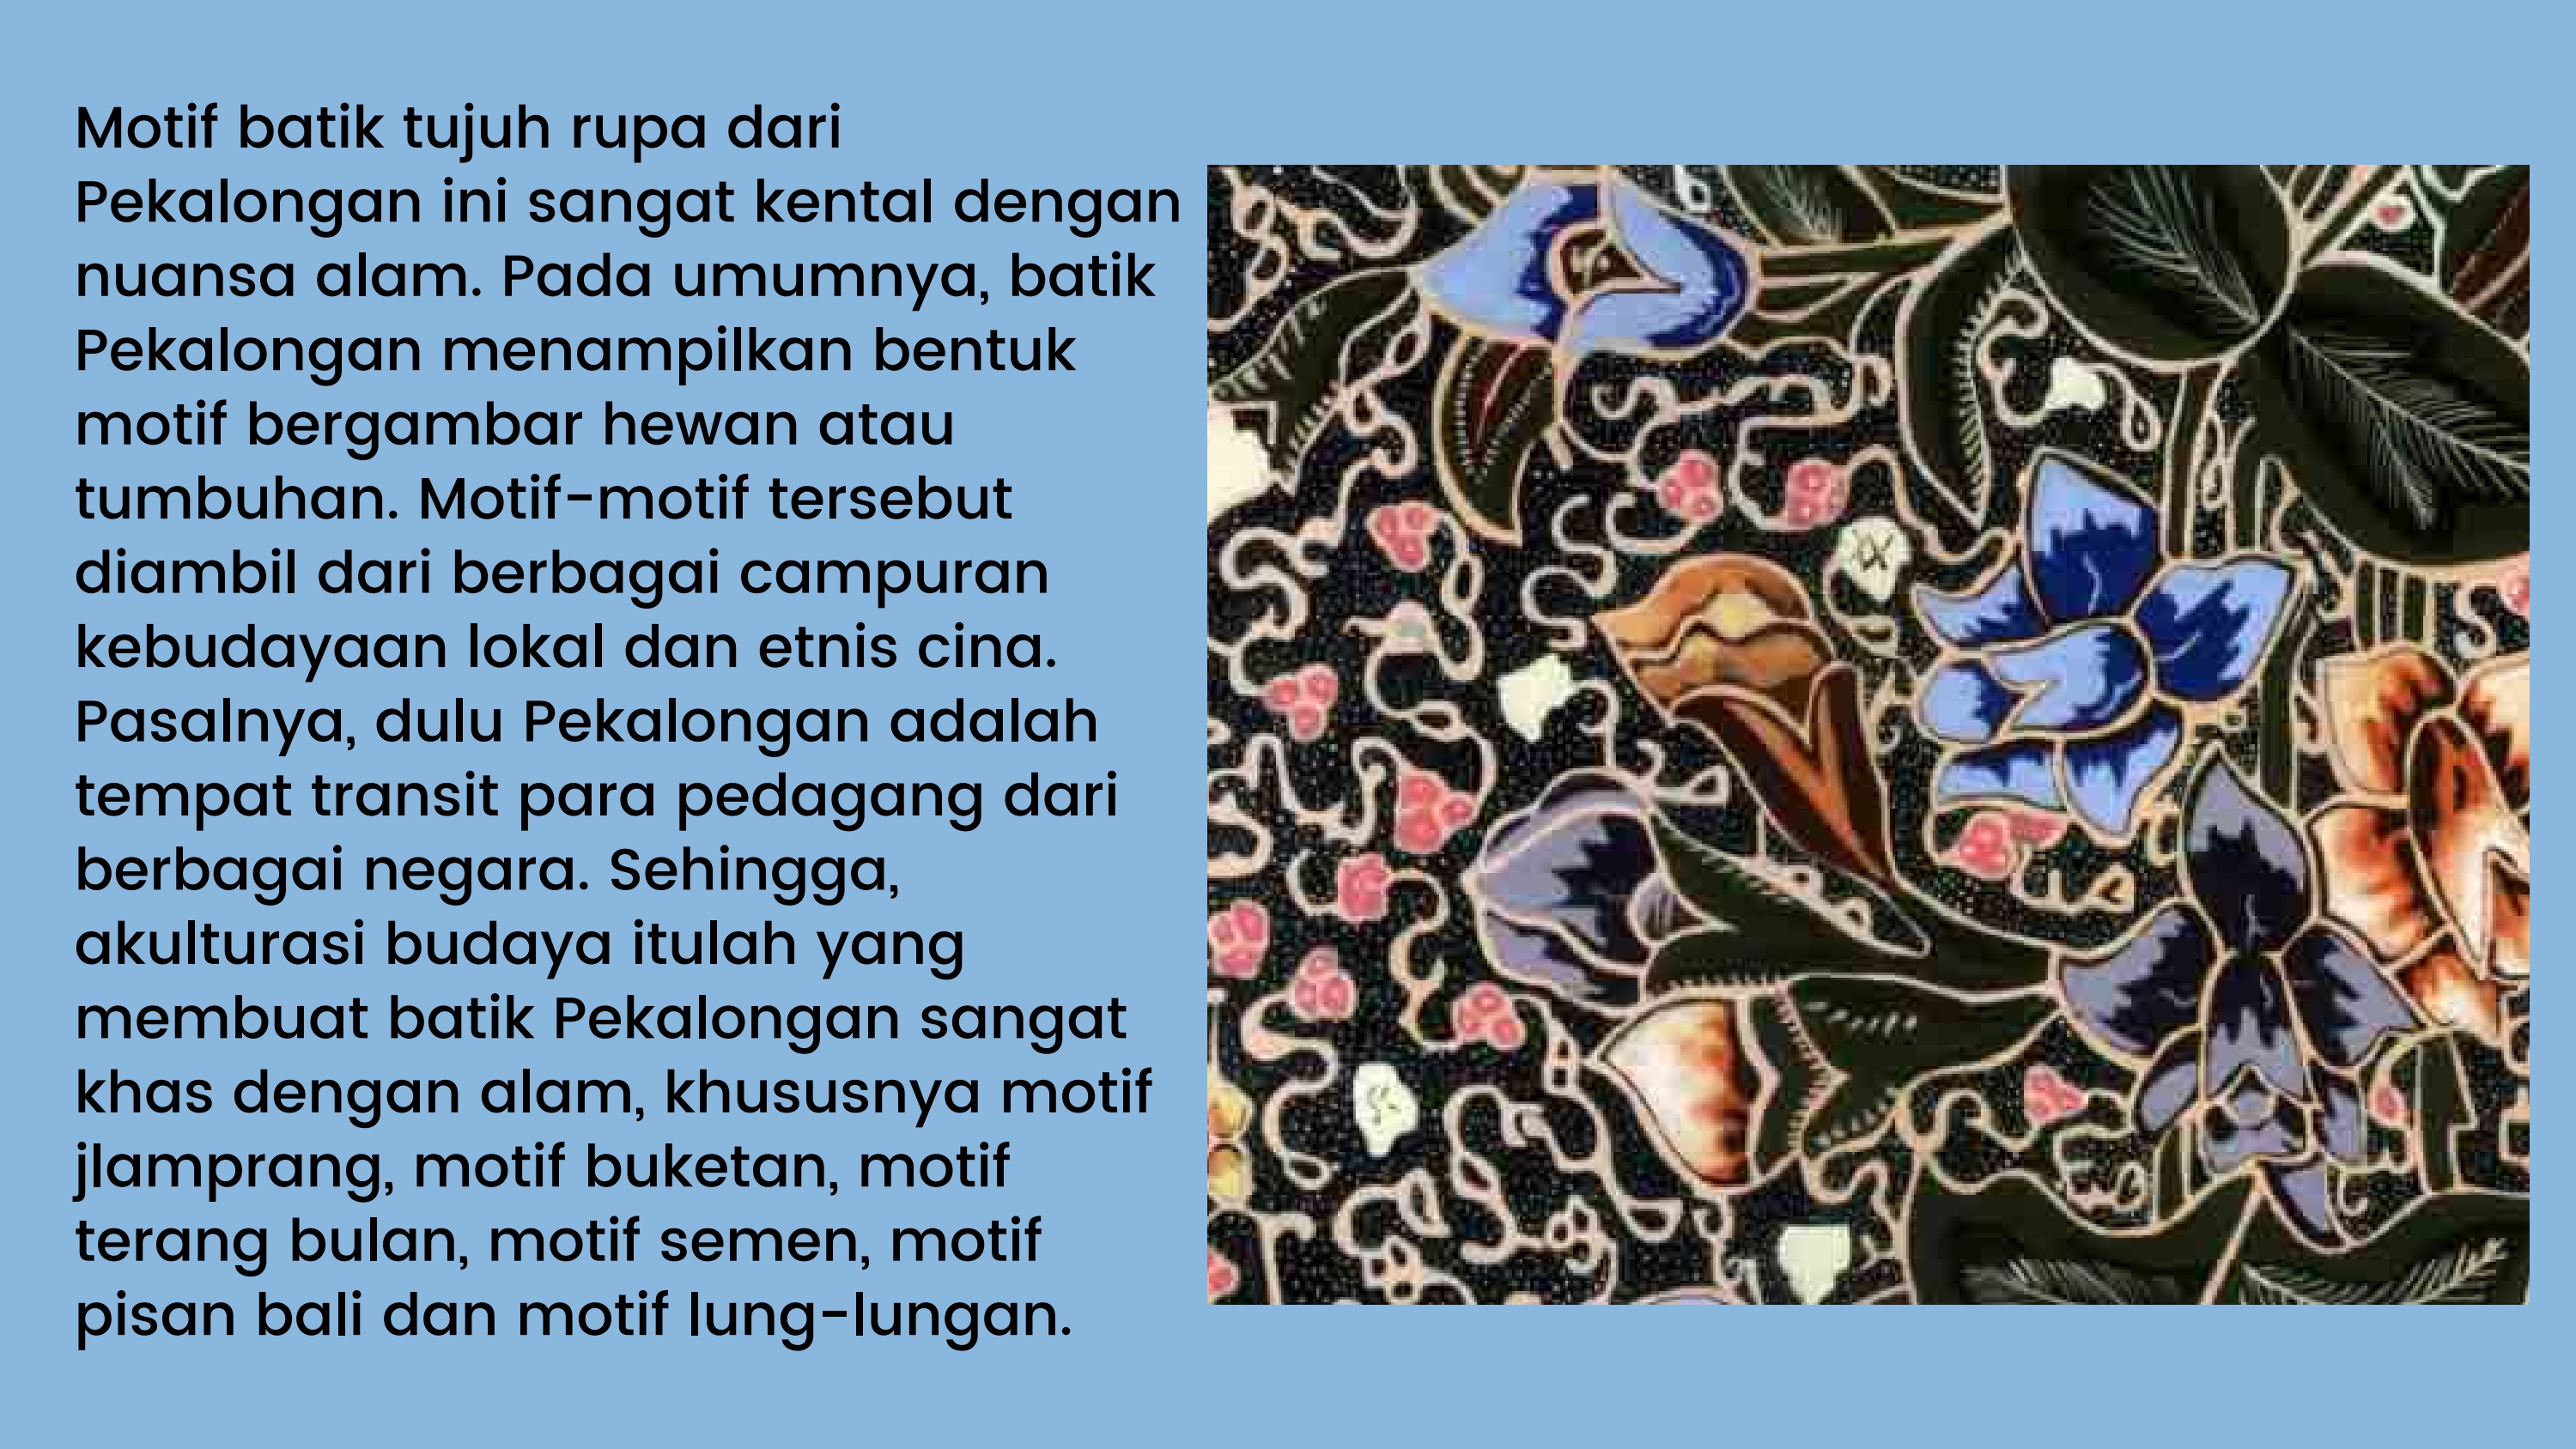 Motif batik tujuh rupa dari
Pekalongan ini sangat kental dengan
nuansa alam. Pada umumnya, batik
Pekalongan menampilkan bentuk
motif bergambar hewan atau
tumbuhan. Motif-motif tersebut
diambil dari berbagai campuran
kebudayaan lokal dan etnis cina.
Pasalnya, dulu Pekalongan adalah
tempat transit para pedagang dari
berbagai negara. Sehingga,
akulturasi budaya itulah yang
membuat batik Pekalongan sangat
khas dengan alam, khususnya motif
jlamprang, motif buketan, motif
terang bulan, motif semen, motif
pisan bali dan motif lung-lungan.